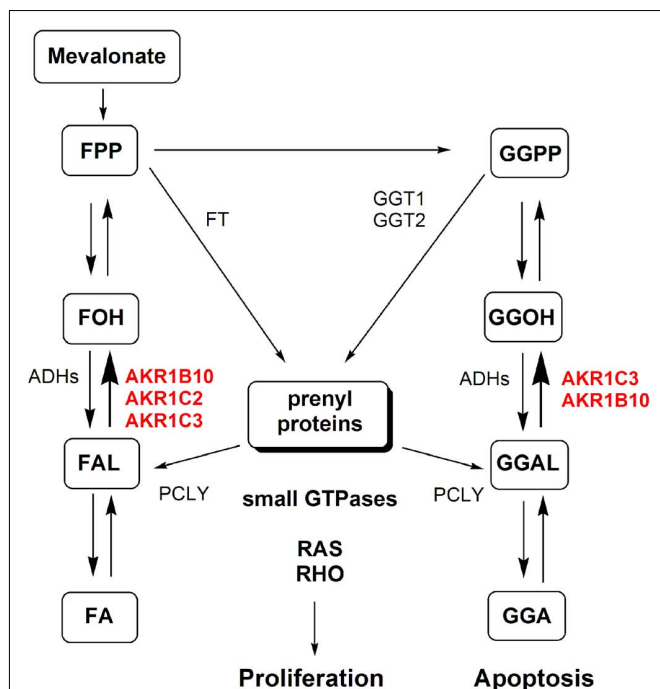 Mevalonate
FPP
GGPP
FT
GGT1
GGT2
FOH
GGOH
ADHs
AKR1B10
AKR1C2
AKR1C3
ADHs
AKR1C3
AKR1B10
prenyl
proteins
FAL
GGAL
PCLY
PCLY
small GTPases
RAS
RHO
FA
GGA
Proliferation
Apoptosis